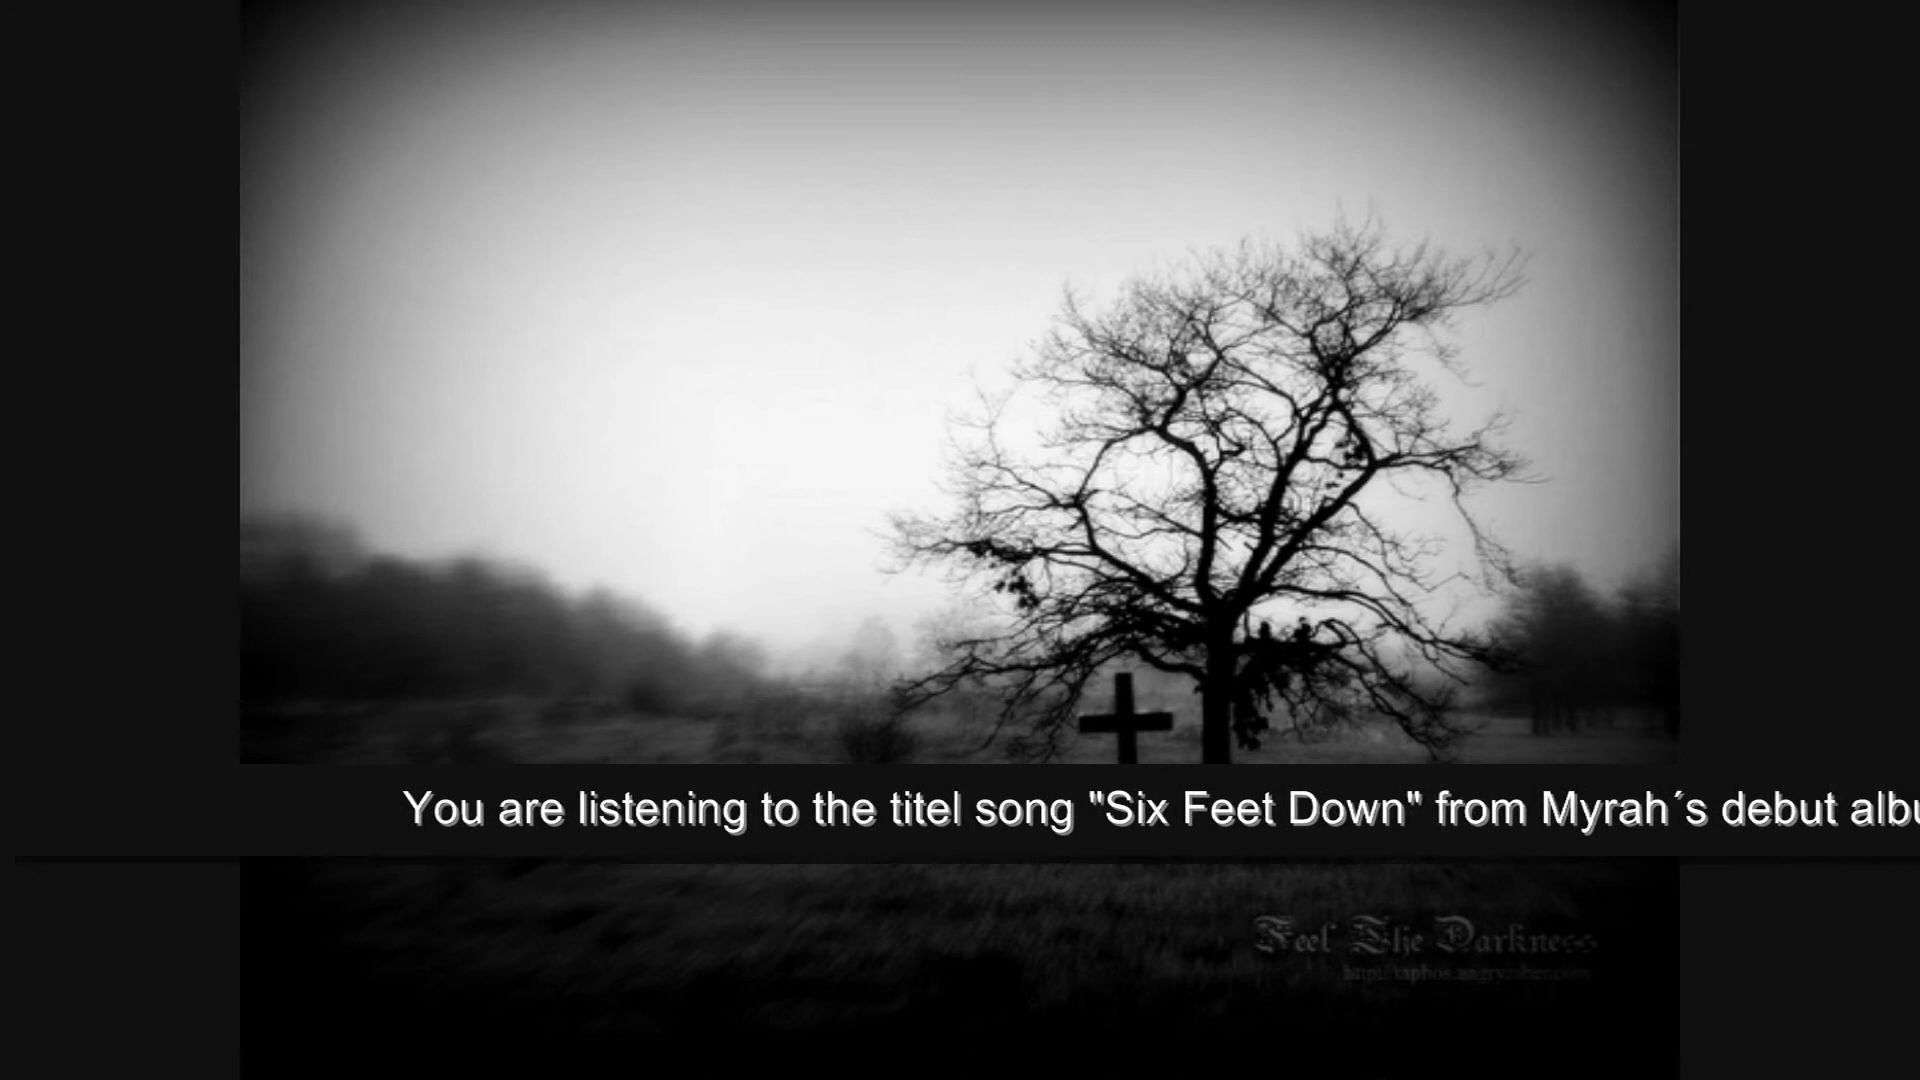 You are listening to the titel song "Six Feet Down" from Myrah´s debut albu
Feel The Darkness